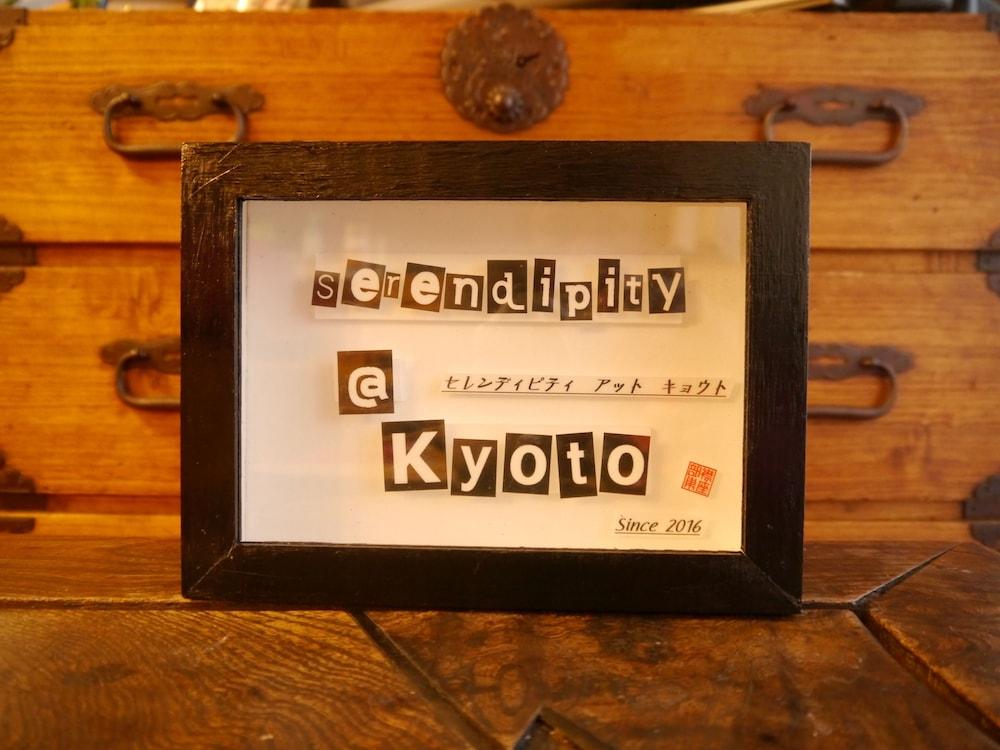 serendipity
@
セレンディピティ アット キョウト
Kyoto
Since 2016